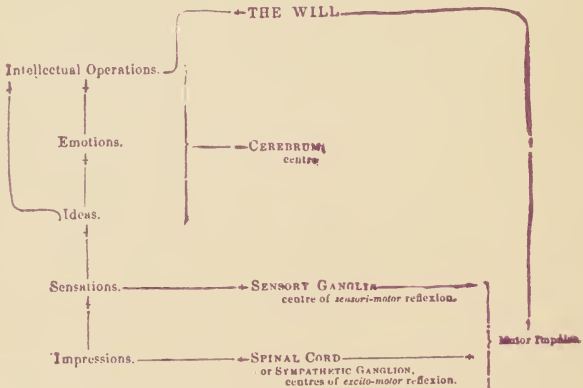 THE WILL
Intellectual Operations.
Emotions.
CEREBRUM,
centre
Ideas.
Sensations.
SENSORY GANGLIA
centre of sensori-motor reflexion.
Motor Impulse.
Impressions.
SPINAL CORD
OR SYMPATHETIC GANGLION,
centres of excito-motor reflexion.